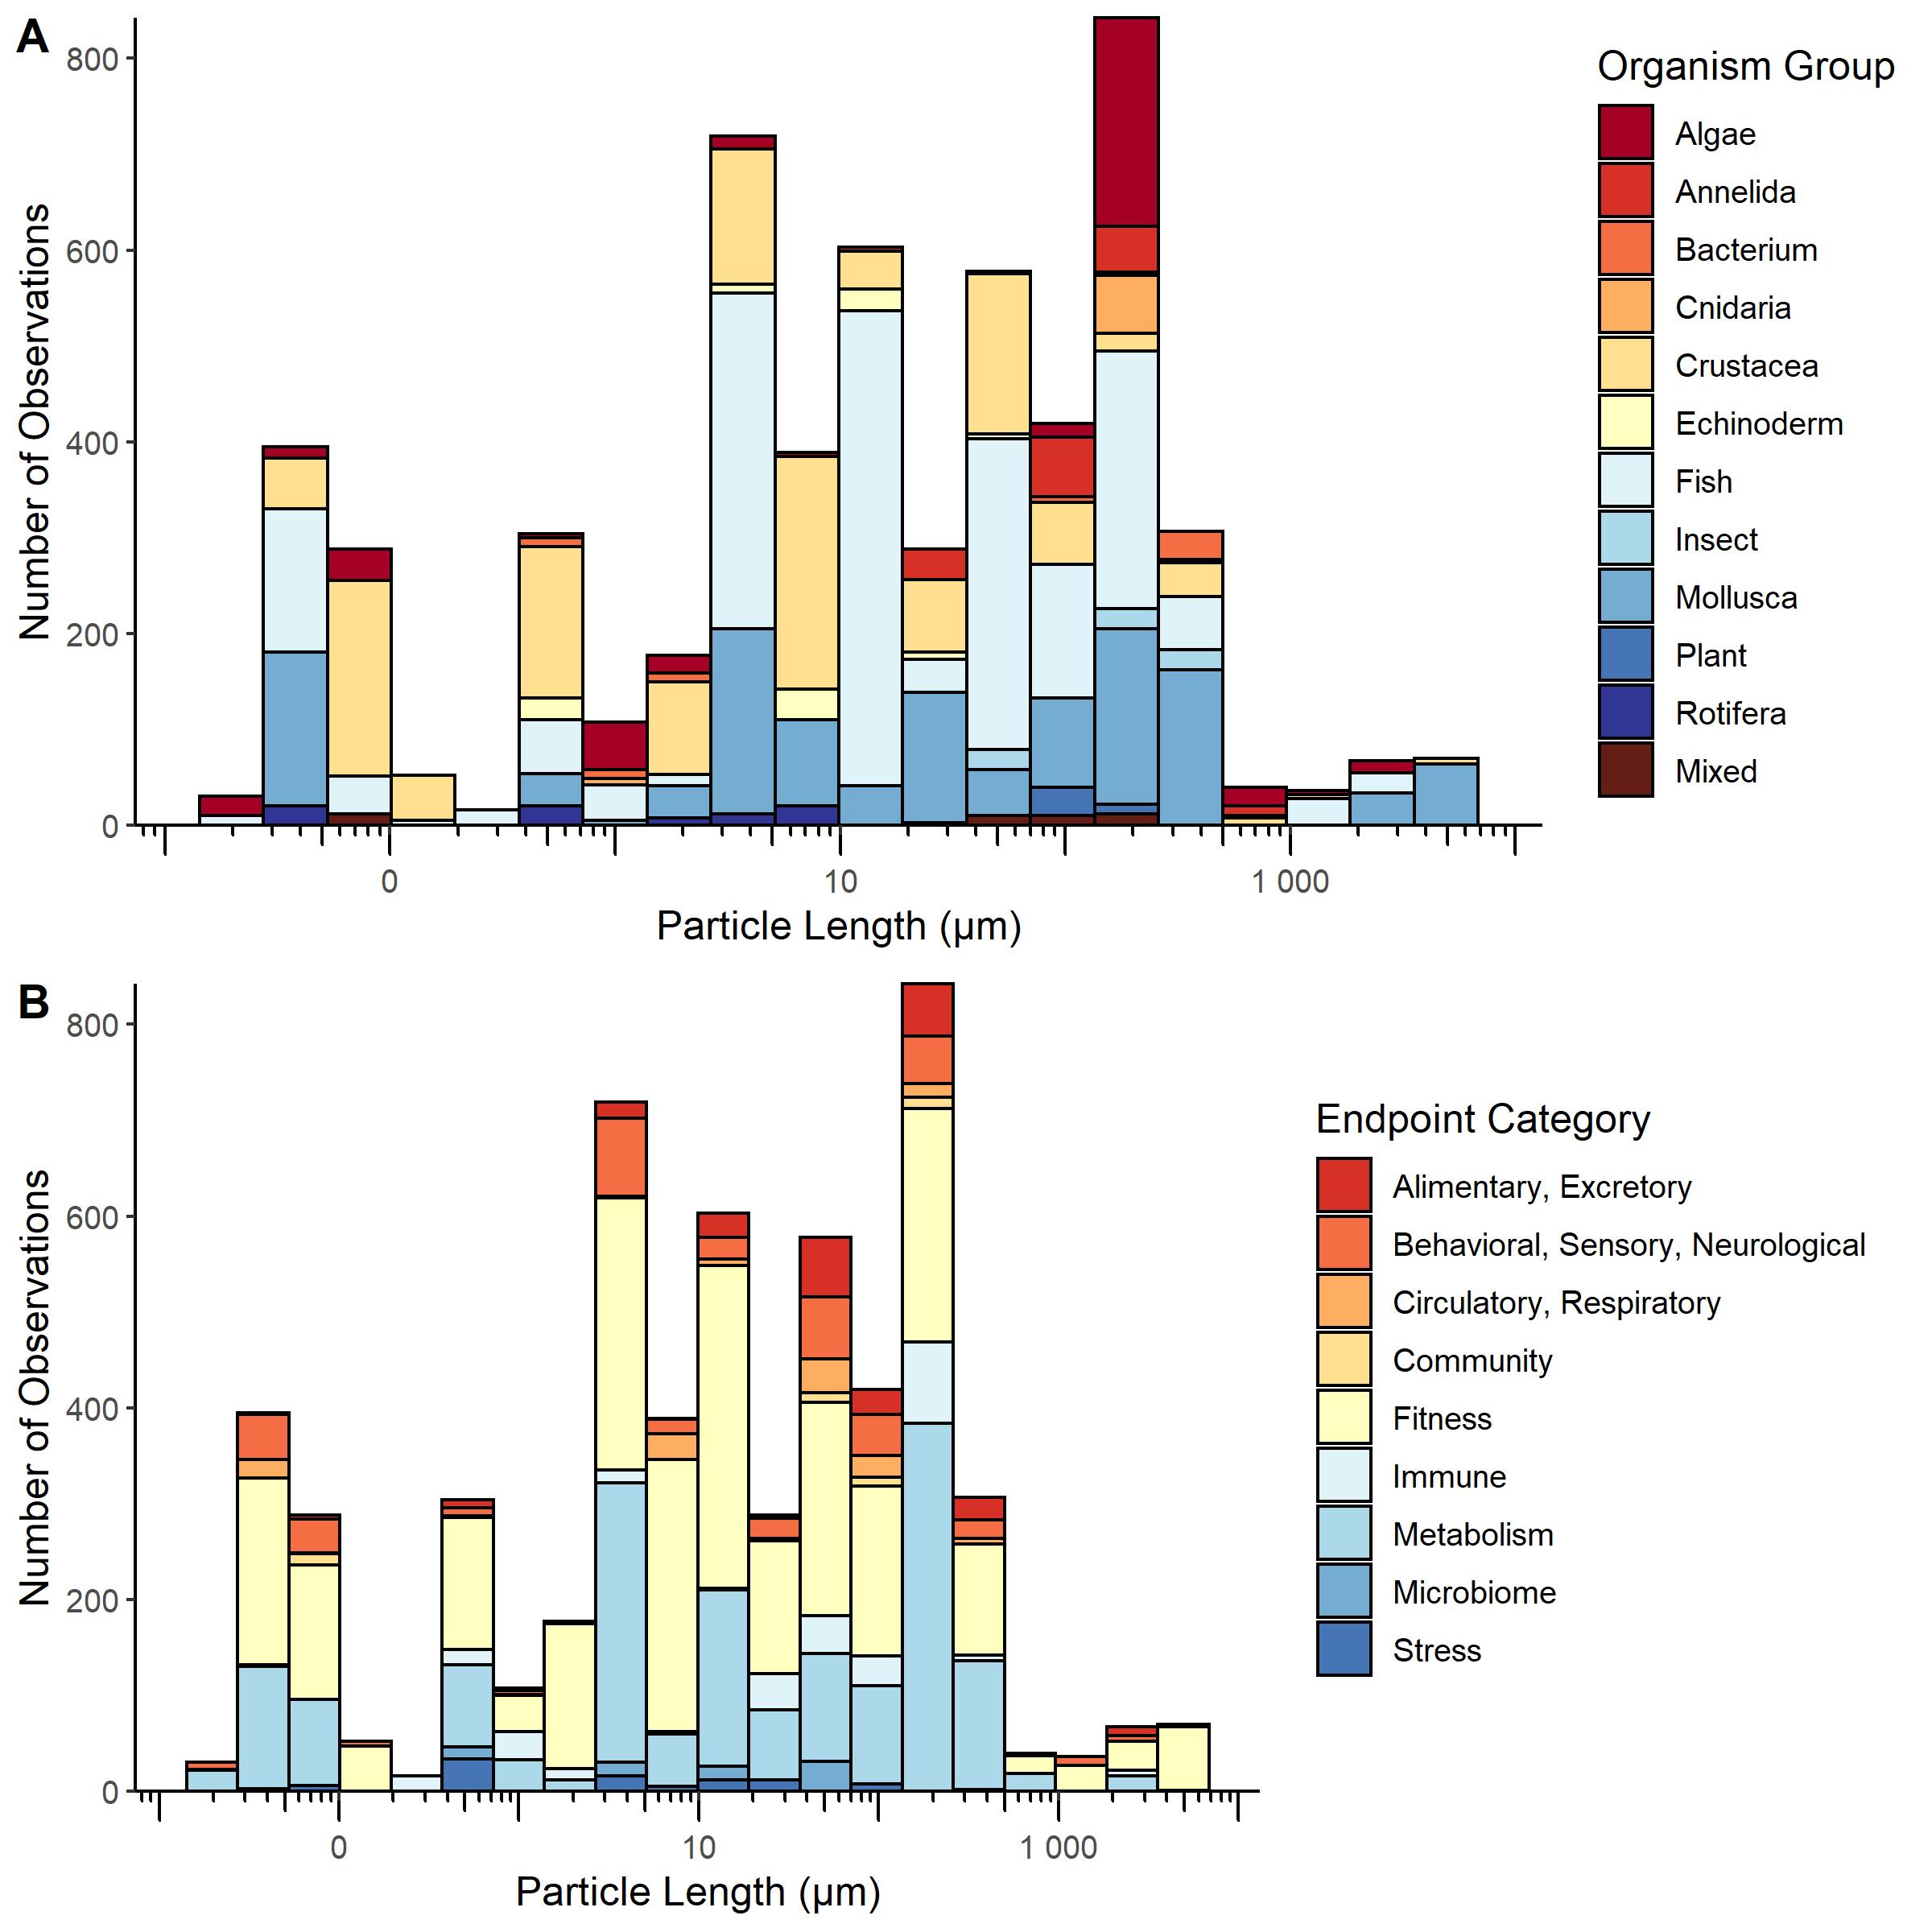 A
Number of Observations
800
600
400
200
0
0
10
1 000
Particle Length (µm)
Organism Group
Algae
Annelida
Bacterium
Cnidaria
Crustacea
Echinoderm
Fish
Insect
Mollusca
Plant
Rotifera
Mixed
B
Number of Observations
800
600
400
200
0
0
10
1 000
Particle Length (µm)
Endpoint Category
Alimentary, Excretory
Behavioral, Sensory, Neurological
Circulatory, Respiratory
Community
Fitness
Immune
Metabolism
Microbiome
Stress